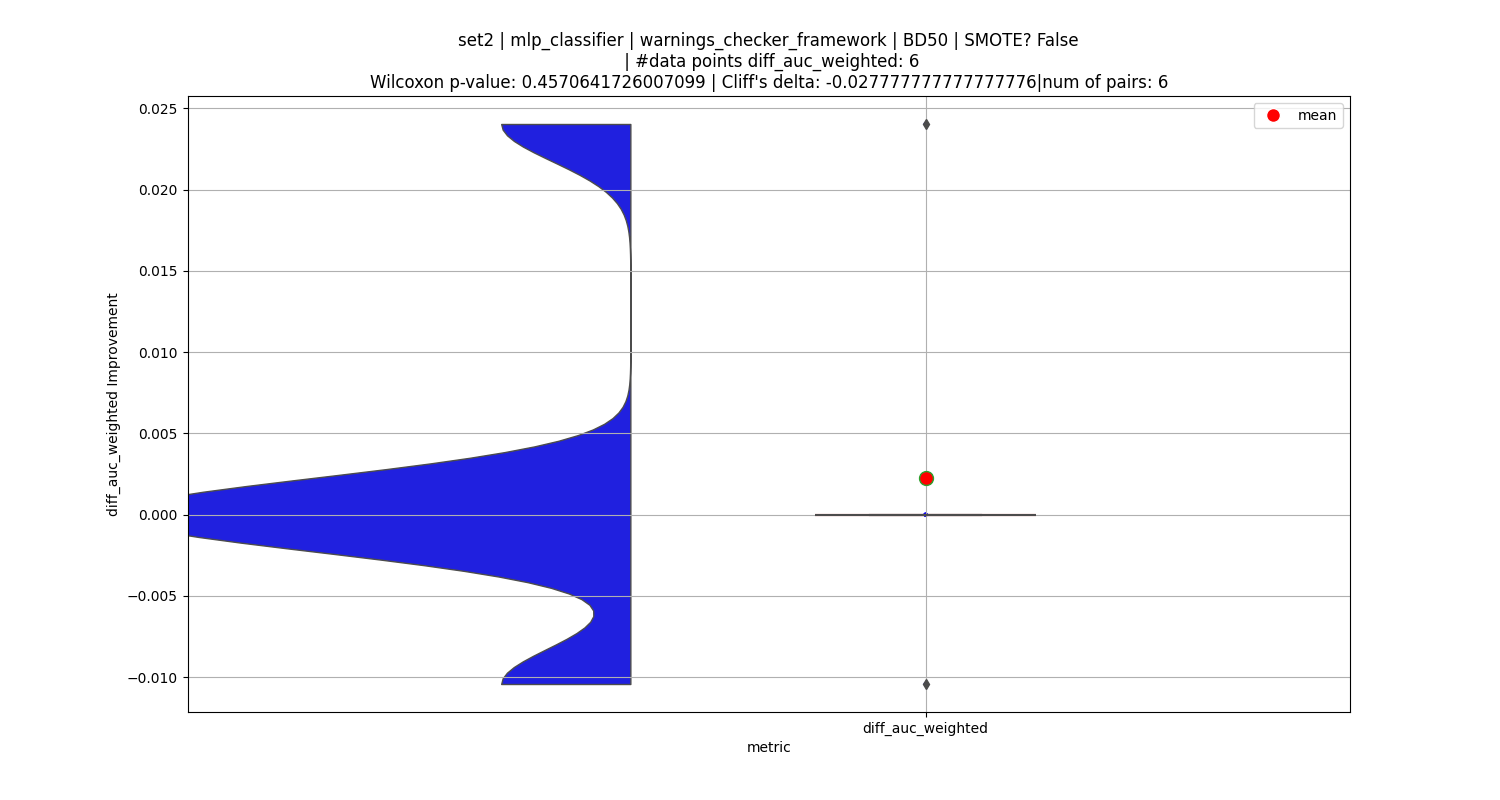 set2 | mlp_classifier | warnings_checker_framework | BD50 | SMOTE? False
| #data points diff_auc_weighted: 6
Wilcoxon p-value: 0.4570641726007099 | Cliff's delta: -0.027777777777777776|num of pairs: 6
mean
0.025
0.020
0.015
0.010
0.005
0.000
−0.005
−0.010
diff_auc_weighted Improvement
diff_auc_weighted
metric